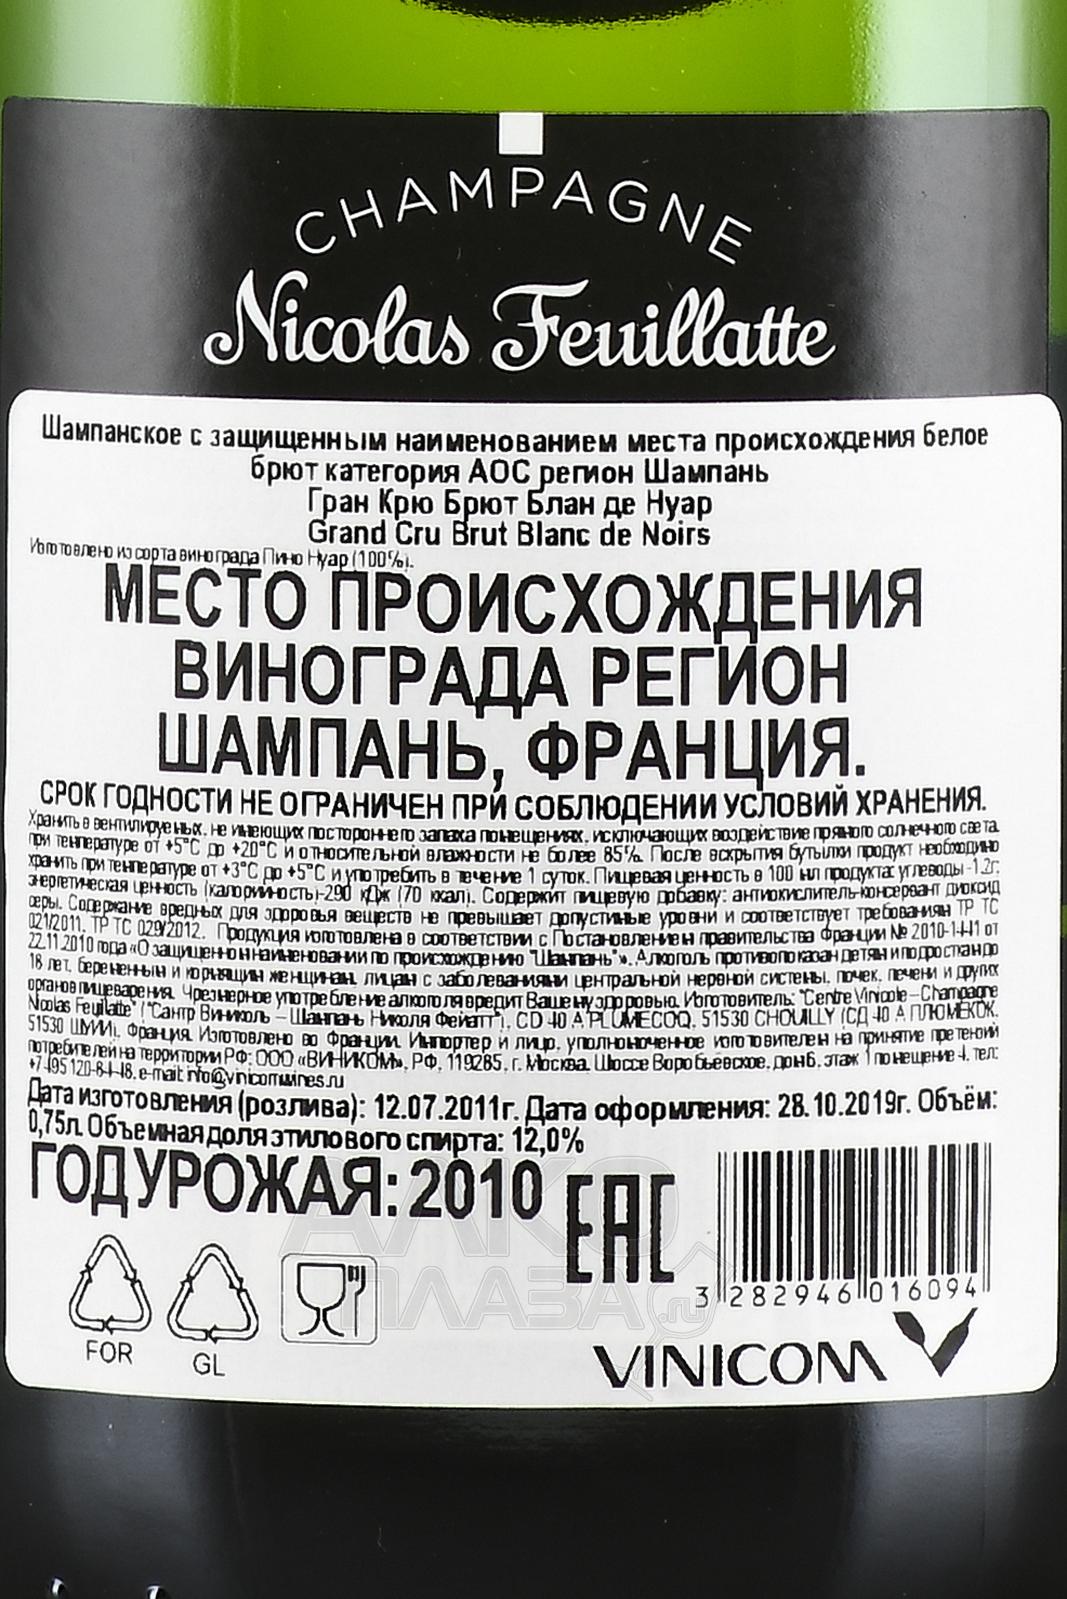 CHAMPAGNE
Nicolas Feuillatte
Шампанское с защищенным наименованием места происхождения белое
брют категория АОС регион Шампань
Гран Крю Брют Блан де Нуар
Grand Cru Brut Blanc de Noirs
Изготовлено из сорта винограда Пино Нуар (100%).
МЕСТО ПРОИСХОЖДЕНИЯ
ВИНОГРАДА РЕГИОН
ШАМПАНЬ, ФРАНЦИЯ.
СРОК ГОДНОСТИ НЕ ОГРАНИЧЕН ПРИ СОБЛЮДЕНИИ УСЛОВИЙ ХРАНЕНИЯ.
Хранить в вентилируемых, не имеющих постороннего запаха помещениях, исключающих воздействие прямого солнечного света
при температуре от +5°С до +20°С и относительной влажности не более 85%. После вскрытия бутылки продукт необходимо
хранить при температуре от +3°С до +5°С и употребить в течение 1 суток. Пищевая ценность в 100 мл продукта: углеводы -1,2г;
энергетическая ценность (калорийность)-290 кДж (70 ккал). Содержит пищевую добавку: антиокислитель-консервант диоксид
серы. Содержание вредных для здоровья веществ не превышает допустимые уровни и соответствует требованиям ТР ТС
021/2011, ТР ТС 029/2012. Продукция изготовлена в соответствии с Постановлением правительства Франции № 2010-1441 от
22.11.2010 года «О защищенном наименовании по происхождению "Шампань"». Алкоголь противопоказан детям и подросткам до
18 лет, беременным и кормящим женщинам, лицам с заболеваниями центральной нервной системы, почек, печени и других
органов пищеварения. Чрезмерное употребление алкоголя вредит Вашему здоровью. Изготовитель: "Centre Vinicole – Champagne
Nicolas Feuillatte" ("Сантр Виниколь – Шампань Николя Фейатт"), CD 40 A PLUMECOQ, 51530 CHOUILLY (СД 40 А ПЛЮМЕКОК,
51530 ШУИЙ), Франция. Изготовлено во Франции. Импортер и лицо, уполномоченное изготовителем на принятие претензий
потребителей на территории РФ: ООО «ВИНИКОМ», РФ, 119285, г. Москва, Шоссе Воробьевское, дом 6, этаж 1 помещение 4, тел:
+7 495 120-84-48, e-mail: info@vinicomwines.ru
Дата изготовления (розлива): 12.07.2011г. Дата оформления: 28.10.2019г. Объём:
0,75л. Объемная доля этилового спирта: 12,0%
ГОД УРОЖАЯ: 2010
EAC
3 282946 016094
FOR
GL
VINICOM
АЛКО
ПЛАЗА
.ru